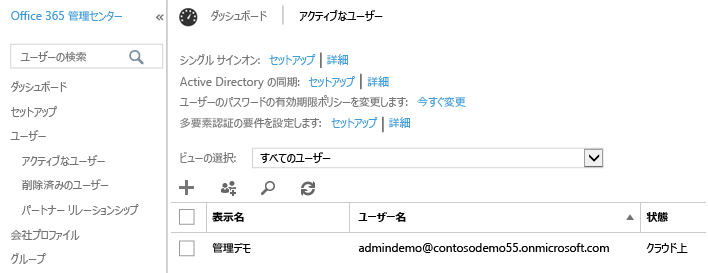 Office 365 管理センター «
ユーザーの検索
ダッシュボード
セットアップ
ユーザー
アクティブなユーザー
削除済みのユーザー
パートナー リレーションシップ
会社プロファイル
グループ
ダッシュボード アクティブなユーザー
シングル サインオン: セットアップ | 詳細
Active Directory の同期: セットアップ | 詳細
ユーザーのパスワードの有効期限ポリシーを変更します: 今すぐ変更
多要素認証の要件を設定します: セットアップ | 詳細
ビューの選択: すべてのユーザー
表示名 ユーザー名 状態
管理デモ admindemo@contosodemo55.onmicrosoft.com クラウド上